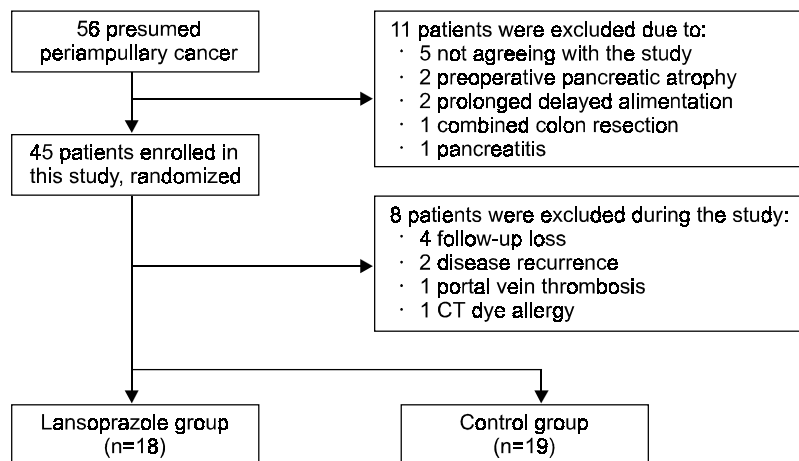 56 presumed
periampullary cancer
11 patients were excluded due to:
· 5 not agreeing with the study
· 2 preoperative pancreatic atrophy
· 2 prolonged delayed alimentation
· 1 combined colon resection
· 1 pancreatitis
45 patients enrolled in
this study, randomized
8 patients were excluded during the study:
· 4 follow-up loss
· 2 disease recurrence
· 1 portal vein thrombosis
· 1 CT dye allergy
Lansoprazole group
(n=18)
Control group
(n=19)